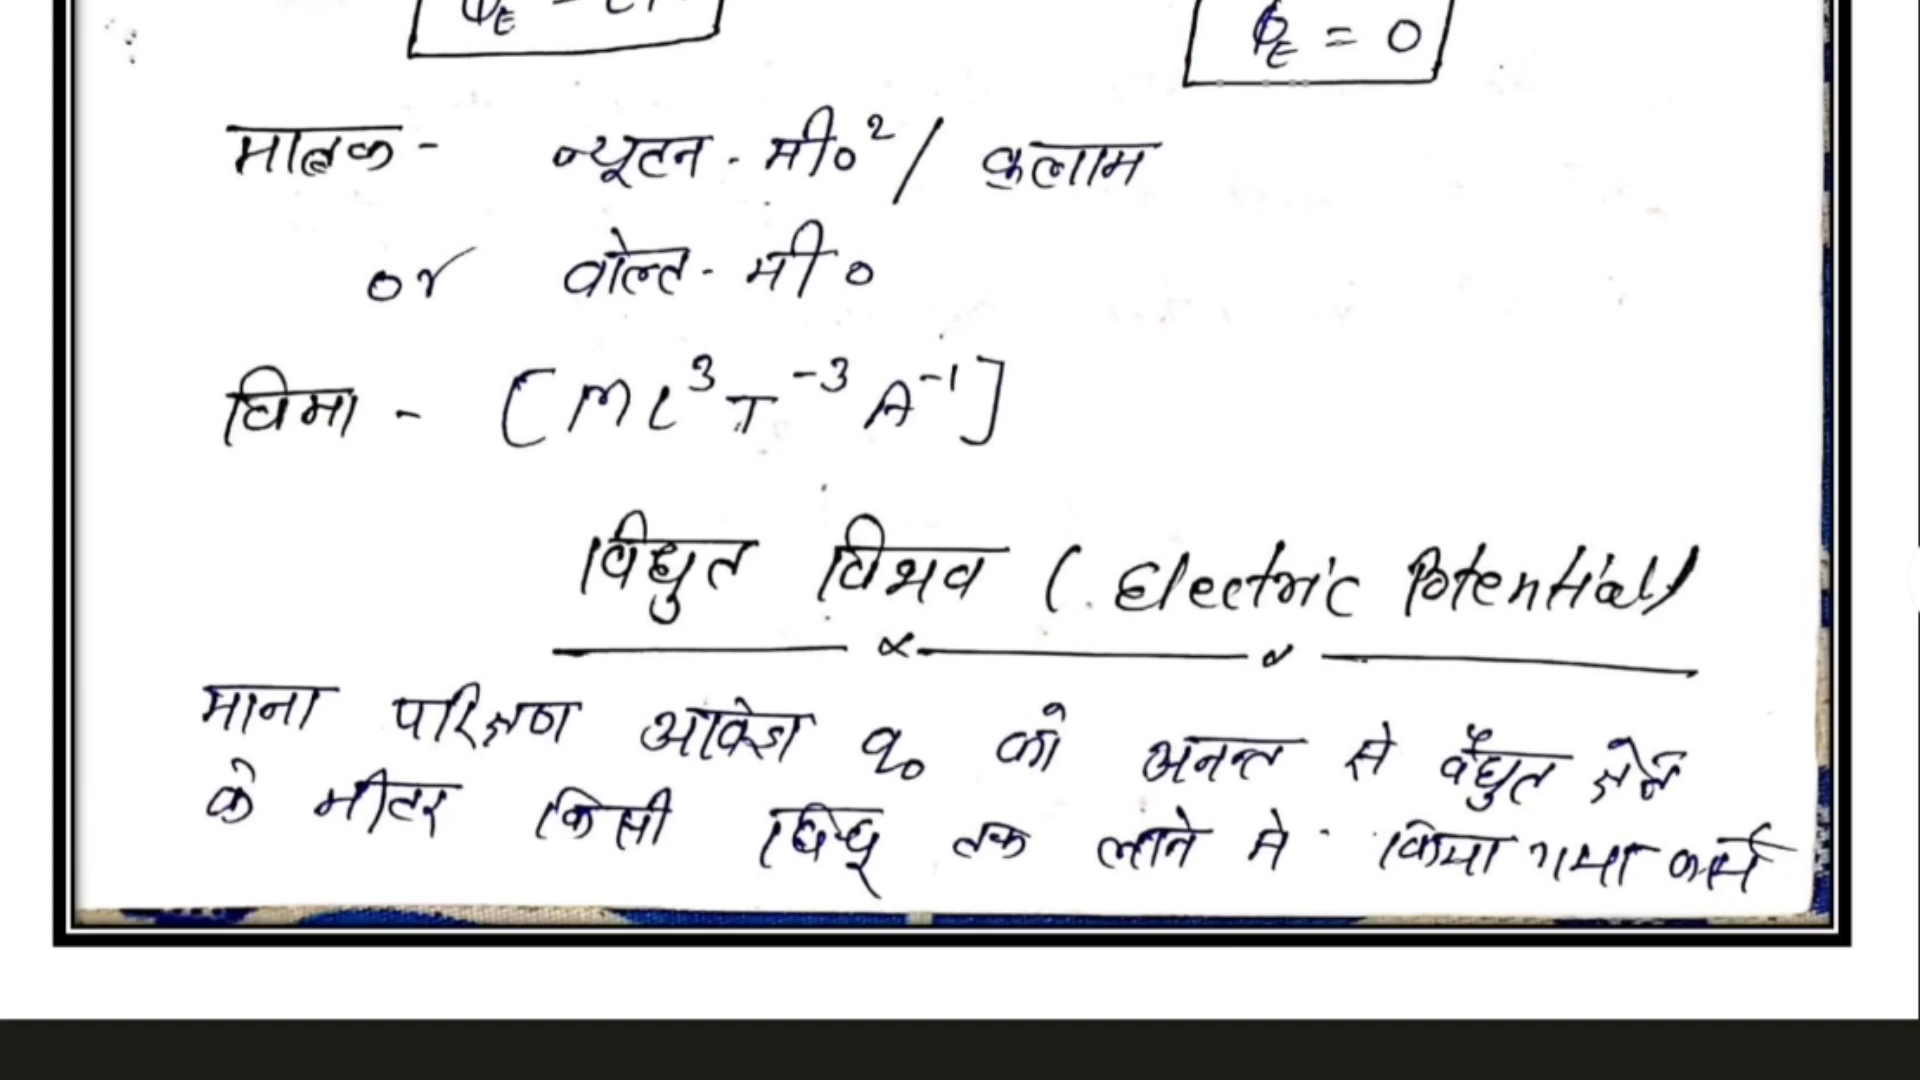 Φ_E = 0
मात्रक - न्यूटन . मी०² / कूलाम
or वोल्ट - मी०
विमा - [ML³T⁻³A⁻¹]
विधुत विभव ( Electric Potential)
माना परिक्षण आवेश q₀ को अनन्त से वैधुत क्षेत्र
के भीतर किसी बिन्धु तक लाने मे किया गया कार्य